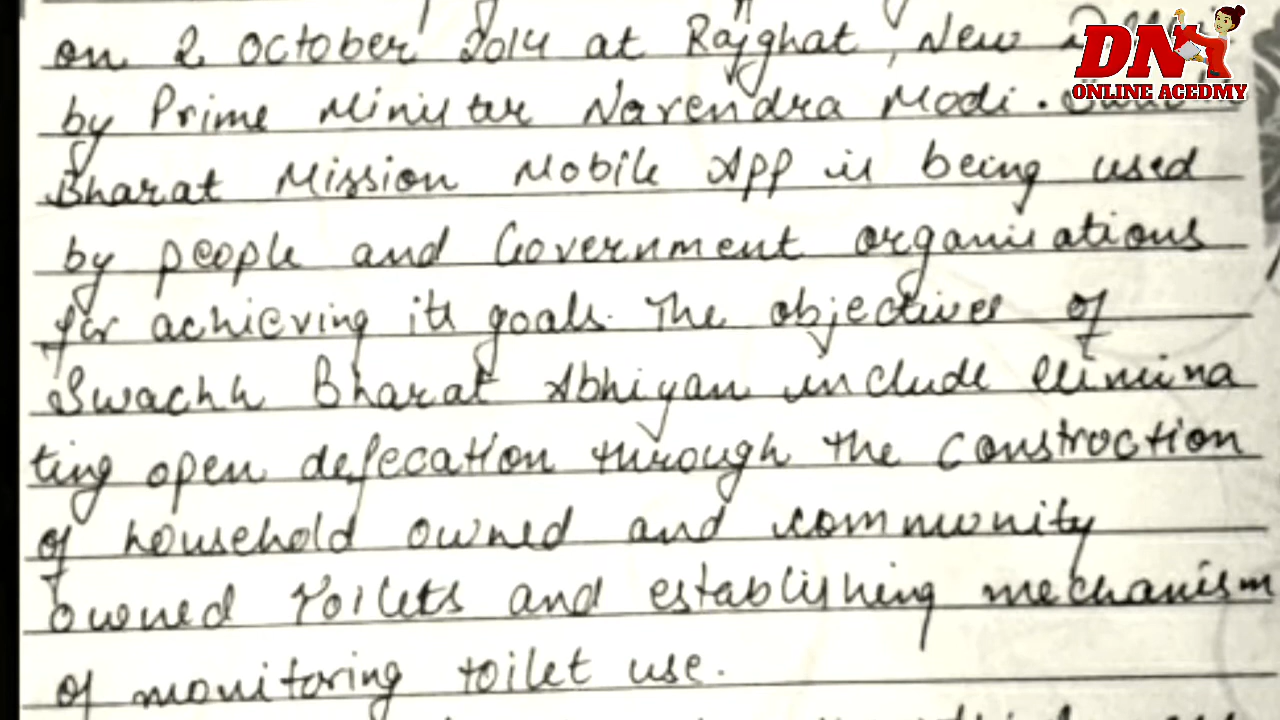 on 2 October 2014 at Rajghat, New
by Prime Minister Narendra Modi.
Bharat Mission Mobile App is being used
by people and Government organisations
for achieving its goals. The objectives of
Swachh Bharat Abhiyan include elimina
ting open defecation through the construction
of household owned and community
owned toilets and establishing mechanism
of monitoring toilet use.
DNY
ONLINE ACEDMY